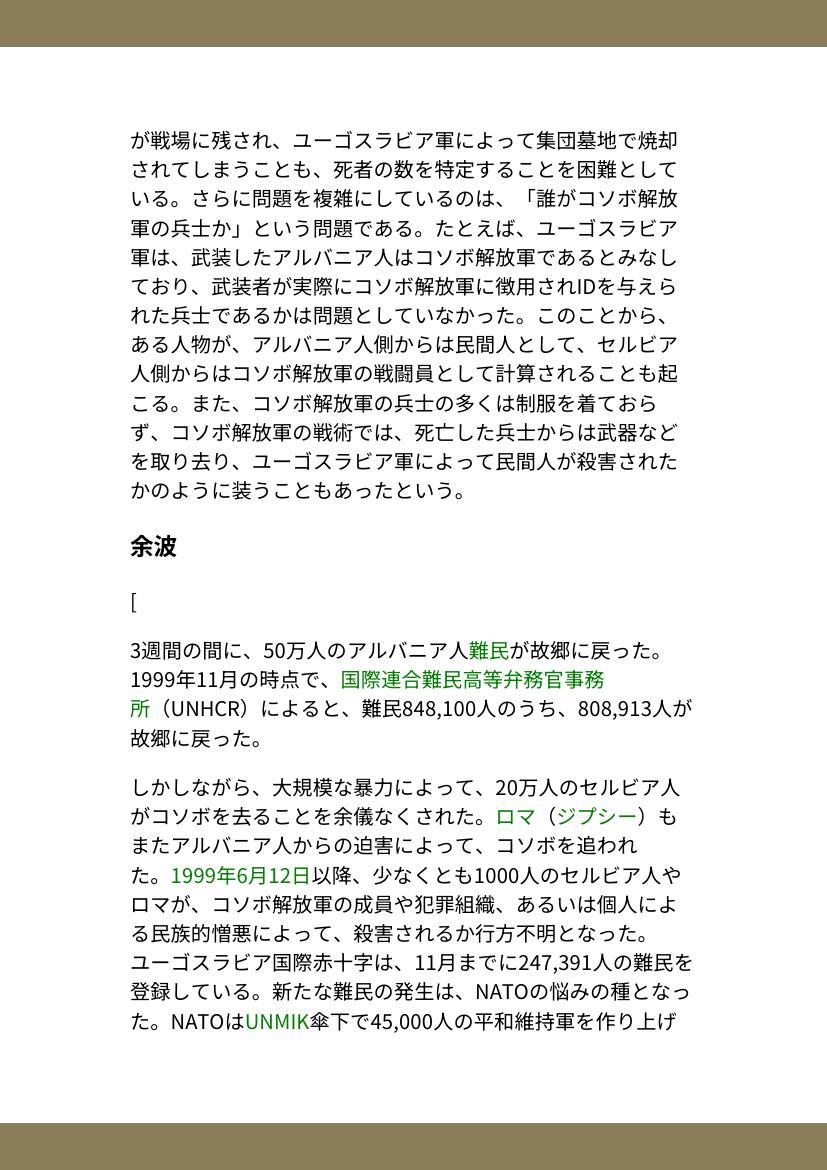 が戦場に残され、ユーゴスラビア軍によって集団墓地で焼却
されてしまうことも、死者の数を特定することを困難として
いる。さらに問題を複雑にしているのは、「誰がコソボ解放
軍の兵士か」という問題である。たとえば、ユーゴスラビア
軍は、武装したアルバニア人はコソボ解放軍であるとみなし
ており、武装者が実際にコソボ解放軍に徴用されIDを与えら
れた兵士であるかは問題としていなかった。このことから、
ある人物が、アルバニア人側からは民間人として、セルビア
人側からはコソボ解放軍の戦闘員として計算されることも起
こる。また、コソボ解放軍の兵士の多くは制服を着ておら
ず、コソボ解放軍の戦術では、死亡した兵士からは武器など
を取り去り、ユーゴスラビア軍によって民間人が殺害された
かのように装うこともあったという。
余波
[
3週間の間に、50万人のアルバニア人難民が故郷に戻った。
1999年11月の時点で、国際連合難民高等弁務官事務
所（UNHCR）によると、難民848,100人のうち、808,913人が
故郷に戻った。
しかしながら、大規模な暴力によって、20万人のセルビア人
がコソボを去ることを余儀なくされた。ロマ（ジプシー）も
またアルバニア人からの迫害によって、コソボを追われ
た。1999年6月12日以降、少なくとも1000人のセルビア人や
ロマが、コソボ解放軍の成員や犯罪組織、あるいは個人によ
る民族的憎悪によって、殺害されるか行方不明となった。
ユーゴスラビア国際赤十字は、11月までに247,391人の難民を
登録している。新たな難民の発生は、NATOの悩みの種となっ
た。NATOはUNMIK傘下で45,000人の平和維持軍を作り上げ